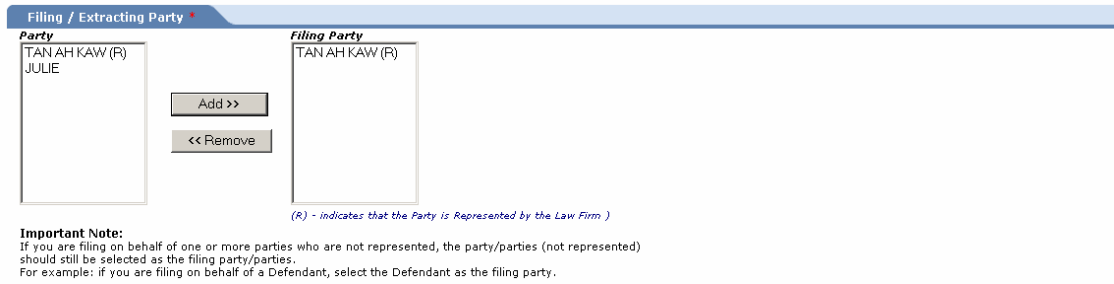 Filing / Extracting Party *
Party
Filing Party
TAN AH KAW (R)
JULIE
TAN AH KAW (R)
Add >>
<< Remove
(R) - indicates that the Party is Represented by the Law Firm )
Important Note:
If you are filing on behalf of one or more parties who are not represented, the party/parties (not represented)
should still be selected as the filing party/parties.
For example: if you are filing on behalf of a Defendant, select the Defendant as the filing party.